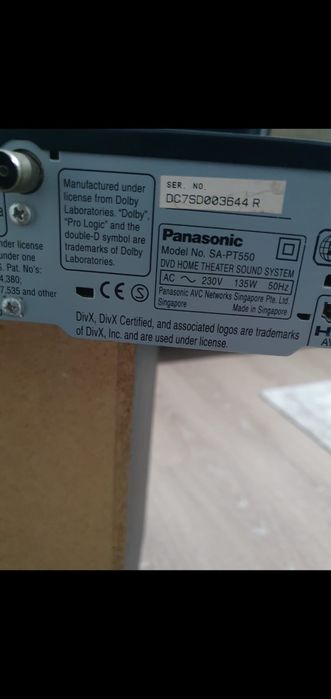 Manufactured under
license from Dolby
Laboratories. "Dolby",
"Pro Logic" and the
double-D symbol are
trademarks of Dolby
Laboratories.
SER. NO.
DC7SD003644 R
Panasonic
Model No. SA-PT550
DVD HOME THEATER SOUND SYSTEM
AC ~ 230V 135W 50Hz
Panasonic AVC Networks Singapore Pte. Ltd.
Singapore Made in Singapore
a
nder license
under one
S. Pat. No's:
4,380;
7,535 and other
CE S
DivX, DivX Certified, and associated logos are trademarks
of DivX, Inc. and are used under license.
H
AV